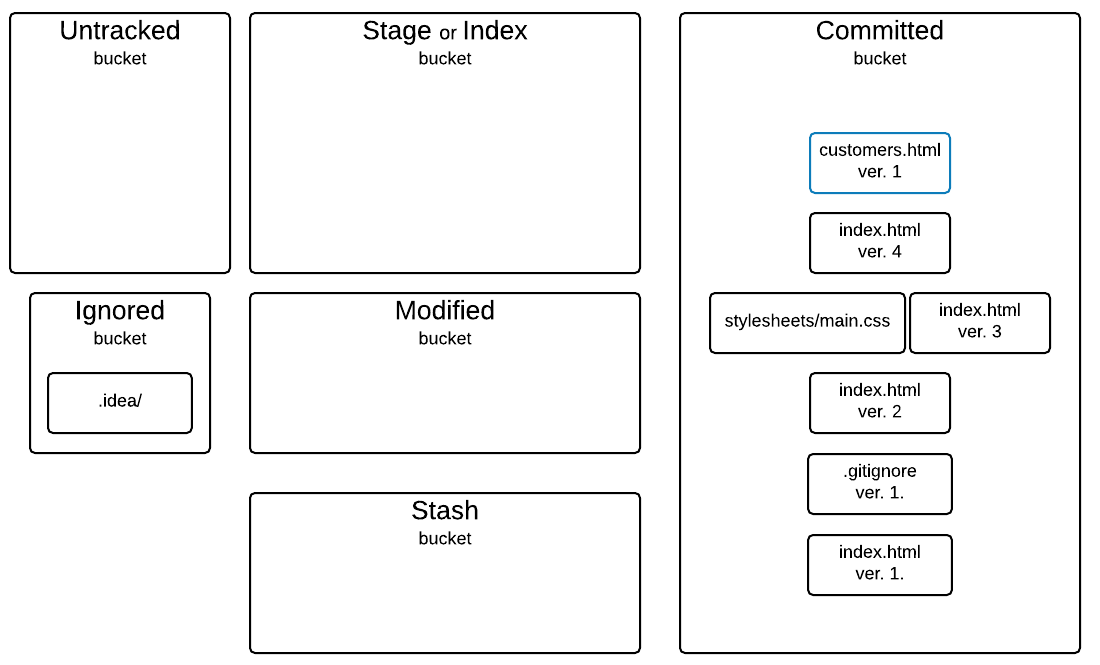 Untracked
bucket
Stage or Index
bucket
Committed
bucket
customers.html
ver. 1
index.html
ver. 4
Ignored
bucket
.idea/
Modified
bucket
stylesheets/main.css
index.html
ver. 3
index.html
ver. 2
.gitignore
ver. 1.
Stash
bucket
index.html
ver. 1.